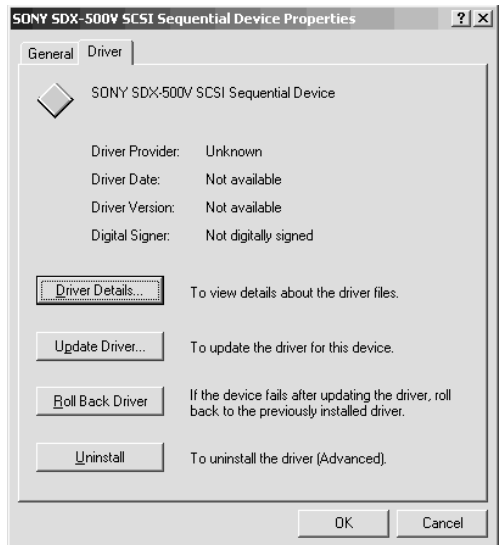 SONY SDX-500V SCSI Sequential Device Properties
General Driver
SONY SDX-500V SCSI Sequential Device
Driver Provider: Unknown
Driver Date: Not available
Driver Version: Not available
Digital Signer: Not digitally signed
Driver Details... To view details about the driver files.
Update Driver... To update the driver for this device.
Roll Back Driver If the device fails after updating the driver, roll
back to the previously installed driver.
Uninstall To uninstall the driver (Advanced).
OK Cancel